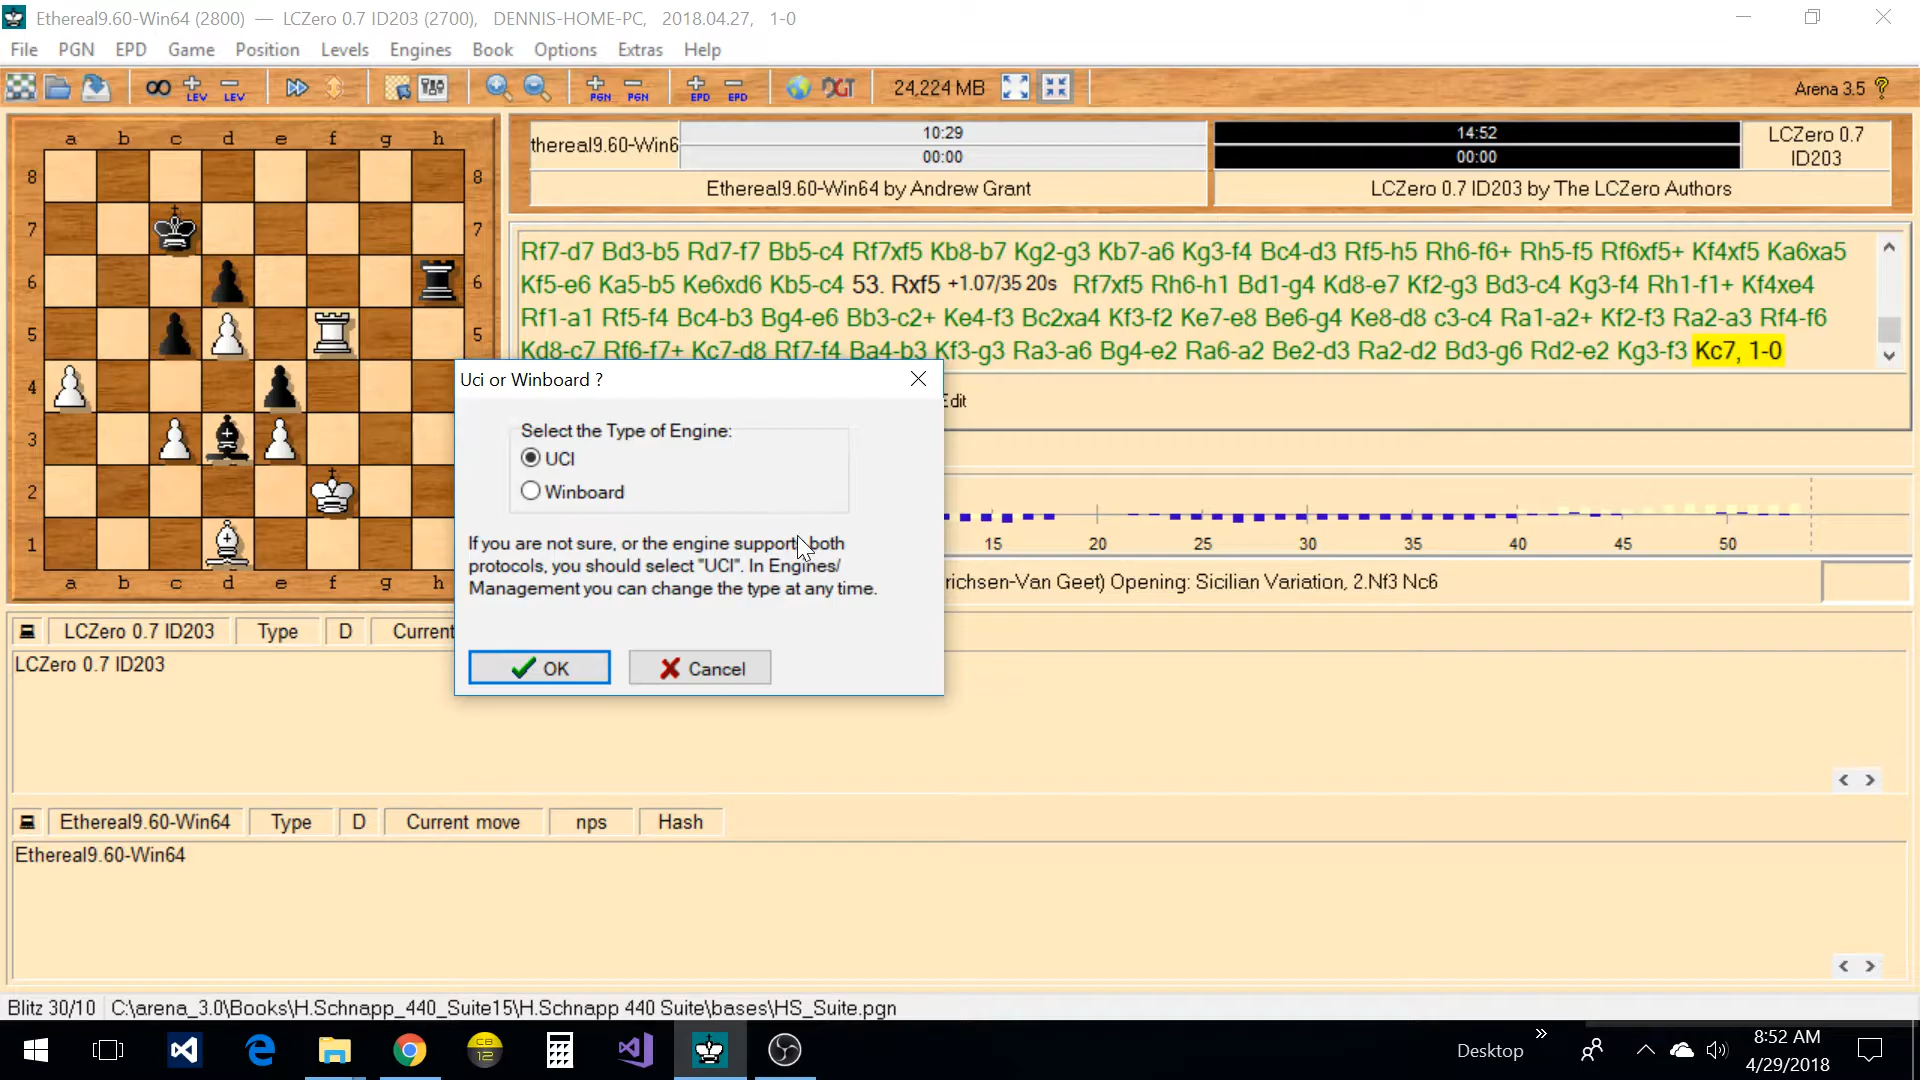 Ethereal9.60-Win64 (2800) — LCZero 0.7 ID203 (2700), DENNIS-HOME-PC, 2018.04.27, 1-0
File PGN EPD Game Position Levels Engines Book Options Extras Help
LEV LEV PGN PGN EPD EPD DGT 24,224 MB Arena 3.5 ?
a b c d e f g h
8 8
7 7
6 6
5 5
4
3
2
1
a b c d e f g h
thereal9.60-Win6 10:29 14:52 LCZero 0.7
00:00 00:00 ID203
Ethereal9.60-Win64 by Andrew Grant LCZero 0.7 ID203 by The LCZero Authors
Rf7-d7 Bd3-b5 Rd7-f7 Bb5-c4 Rf7xf5 Kb8-b7 Kg2-g3 Kb7-a6 Kg3-f4 Bc4-d3 Rf5-h5 Rh6-f6+ Rh5-f5 Rf6xf5+ Kf4xf5 Ka6xa5
Kf5-e6 Ka5-b5 Ke6xd6 Kb5-c4 53. Rxf5 +1.07/35 20s Rf7xf5 Rh6-h1 Bd1-g4 Kd8-e7 Kf2-g3 Bd3-c4 Kg3-f4 Rh1-f1+ Kf4xe4
Rf1-a1 Rf5-f4 Bc4-b3 Bg4-e6 Bb3-c2+ Ke4-f3 Bc2xa4 Kf3-f2 Ke7-e8 Be6-g4 Ke8-d8 c3-c4 Ra1-a2+ Kf2-f3 Ra2-a3 Rf4-f6
Kd8-c7 Rf6-f7+ Kc7-d8 Rf7-f4 Ba4-b3 Kf3-g3 Ra3-a6 Bg4-e2 Ra6-a2 Be2-d3 Ra2-d2 Bd3-g6 Rd2-e2 Kg3-f3 Kc7, 1-0
Edit
15 20 25 30 35 40 45 50
richsen-Van Geet) Opening: Sicilian Variation, 2.Nf3 Nc6
Uci or Winboard ?
Select the Type of Engine:
UCI
Winboard
If you are not sure, or the engine supports both
protocols, you should select "UCI". In Engines/
Management you can change the type at any time.
OK Cancel
LCZero 0.7 ID203 Type D Current
LCZero 0.7 ID203
Ethereal9.60-Win64 Type D Current move nps Hash
Ethereal9.60-Win64
Blitz 30/10 C:\arena_3.0\Books\H.Schnapp_440_Suite15\H.Schnapp 440 Suite\bases\HS_Suite.pgn
CB
12
Desktop » 8:52 AM
4/29/2018